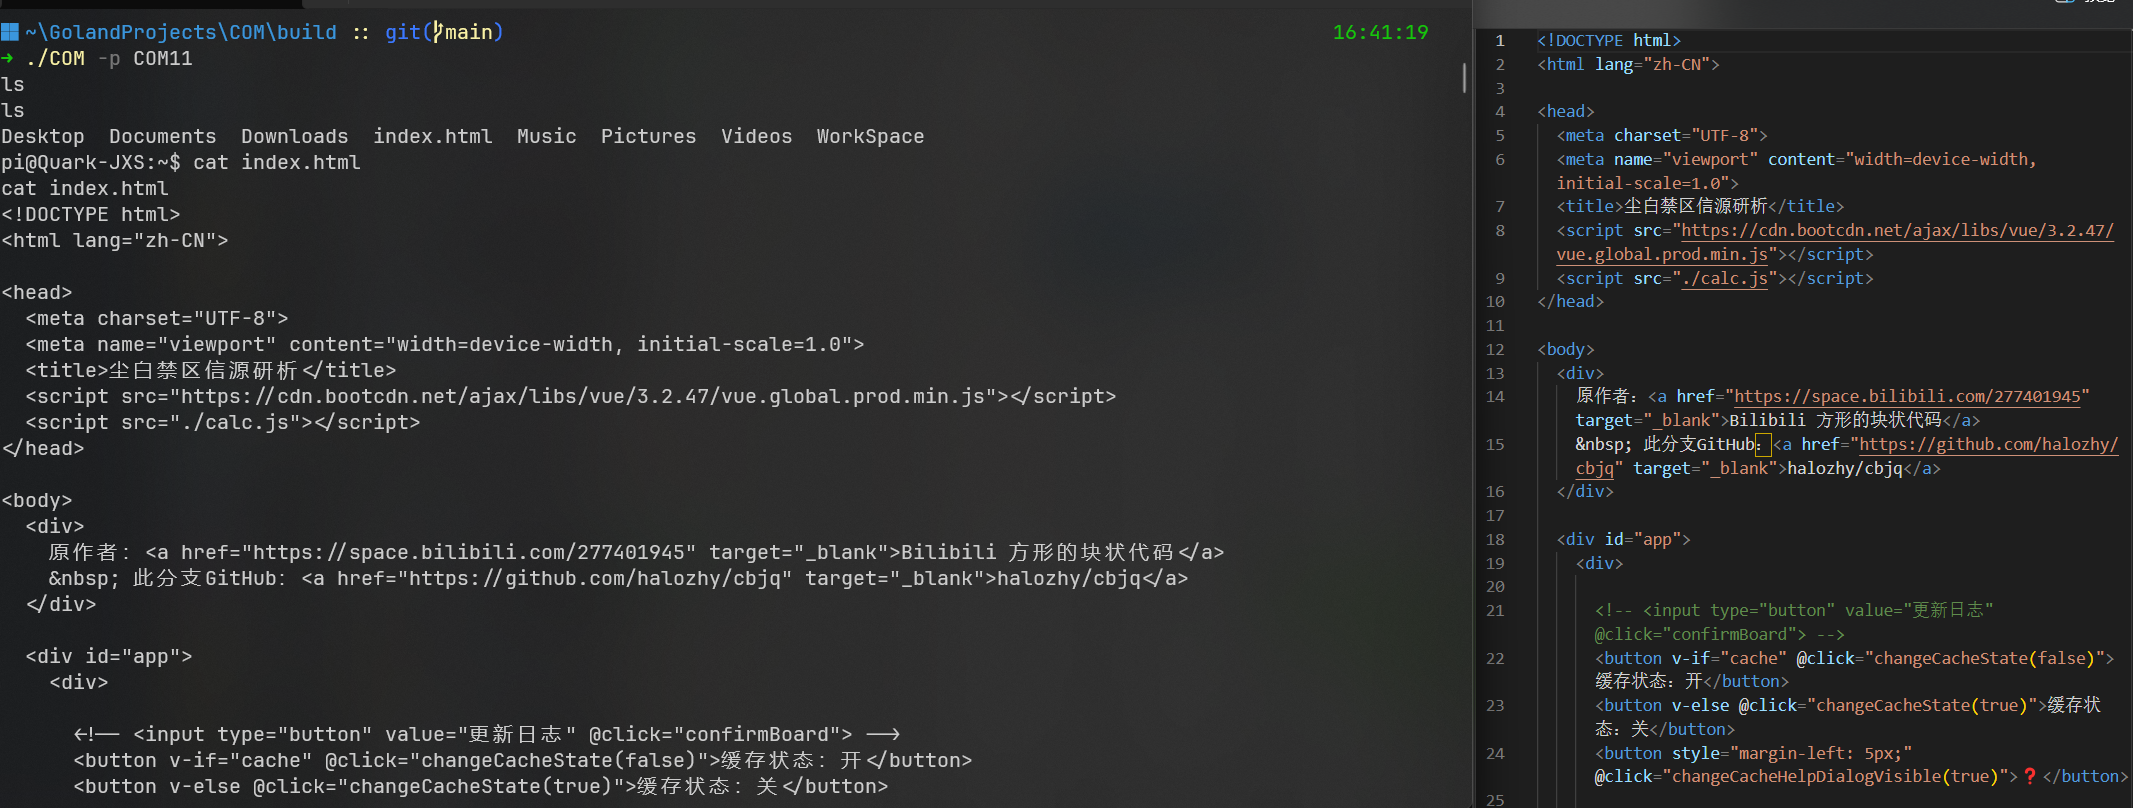 ~\GolandProjects\COM\build :: git(main) 16:41:19
➜ ./COM -p COM11
ls
ls
Desktop  Documents  Downloads  index.html  Music  Pictures  Videos  WorkSpace
pi@Quark-JXS:~$ cat index.html
cat index.html
<!DOCTYPE html>
<html lang="zh-CN">
<head>
  <meta charset="UTF-8">
  <meta name="viewport" content="width=device-width, initial-scale=1.0">
  <title>尘白禁区信源研析</title>
  <script src="https://cdn.bootcdn.net/ajax/libs/vue/3.2.47/vue.global.prod.min.js"></script>
  <script src="./calc.js"></script>
</head>
<body>
  <div>
    原作者：<a href="https://space.bilibili.com/277401945" target="_blank">Bilibili 方形的块状代码</a>
    &nbsp; 此分支GitHub：<a href="https://github.com/halozhy/cbjq" target="_blank">halozhy/cbjq</a>
  </div>
  <div id="app">
    <div>
      <!-- <input type="button" value="更新日志" @click="confirmBoard"> -->
      <button v-if="cache" @click="changeCacheState(false)">缓存状态：开</button>
      <button v-else @click="changeCacheState(true)">缓存状态：关</button>
1 <!DOCTYPE html>
2 <html lang="zh-CN">
3
4 <head>
5   <meta charset="UTF-8">
6   <meta name="viewport" content="width=device-width,
initial-scale=1.0">
7   <title>尘白禁区信源研析</title>
8   <script src="https://cdn.bootcdn.net/ajax/libs/vue/3.2.47/
vue.global.prod.min.js"></script>
9   <script src="./calc.js"></script>
10 </head>
11
12 <body>
13   <div>
14     原作者：<a href="https://space.bilibili.com/277401945"
target="_blank">Bilibili 方形的块状代码</a>
15     &nbsp; 此分支GitHub：<a href="https://github.com/halozhy/
cbjq" target="_blank">halozhy/cbjq</a>
16   </div>
17
18   <div id="app">
19     <div>
20
21       <!-- <input type="button" value="更新日志"
@click="confirmBoard"> -->
22       <button v-if="cache" @click="changeCacheState(false)">
缓存状态：开</button>
23       <button v-else @click="changeCacheState(true)">缓存状
态：关</button>
24       <button style="margin-left: 5px;"
@click="changeCacheHelpDialogVisible(true)">❓</button>
25